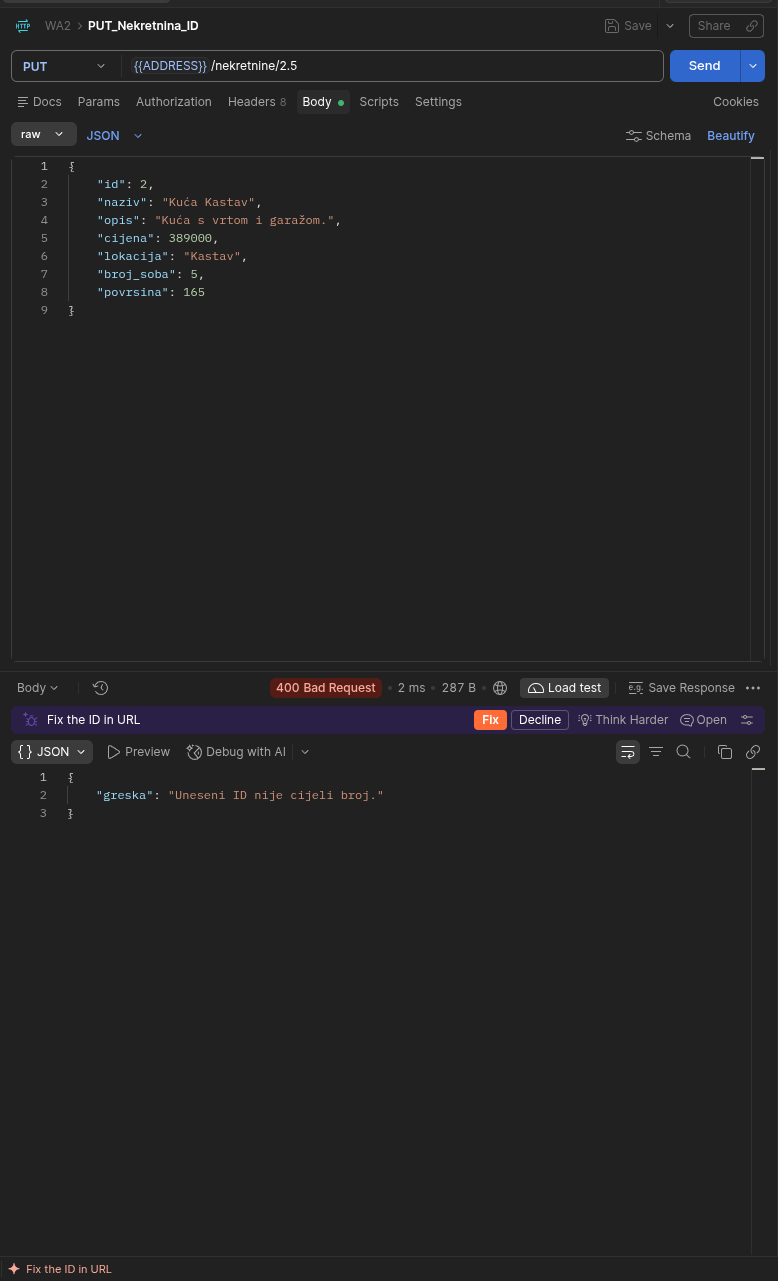 HTTP WA2 > PUT_Nekretnina_ID Save Share
PUT {{ADDRESS}} /nekretnine/2.5 Send
Docs Params Authorization Headers 8 Body Scripts Settings Cookies
raw JSON Schema Beautify
1 {
2 "id": 2,
3 "naziv": "Kuća Kastav",
4 "opis": "Kuća s vrtom i garažom.",
5 "cijena": 389000,
6 "lokacija": "Kastav",
7 "broj_soba": 5,
8 "povrsina": 165
9 }
Body 400 Bad Request • 2 ms • 287 B Load test e.g. Save Response
Fix the ID in URL Fix Decline Think Harder Open
{} JSON Preview Debug with AI
1 {
2 "greska": "Uneseni ID nije cijeli broj."
3 }
Fix the ID in URL